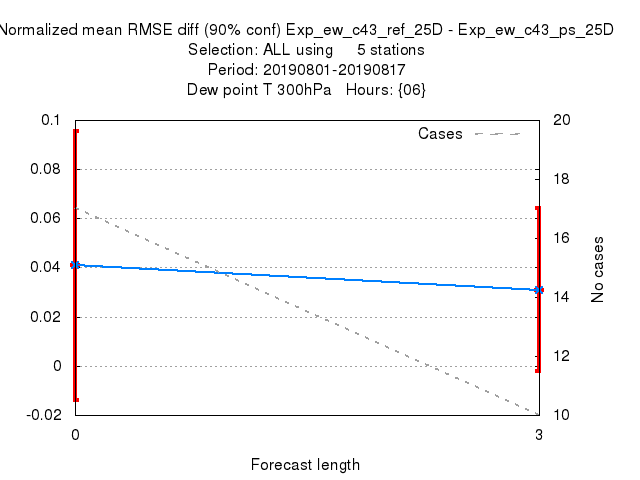 Normalized mean RMSE diff (90% conf) Exp_ew_c43_ref_25D - Exp_ew_c43_ps_25D
Selection: ALL using 5 stations
Period: 20190801-20190817
Dew point T 300hPa Hours: {06}
Cases
0.1
0.08
0.06
0.04
0.02
0
-0.02
20
18
16
14
12
10
No cases
0
3
Forecast length